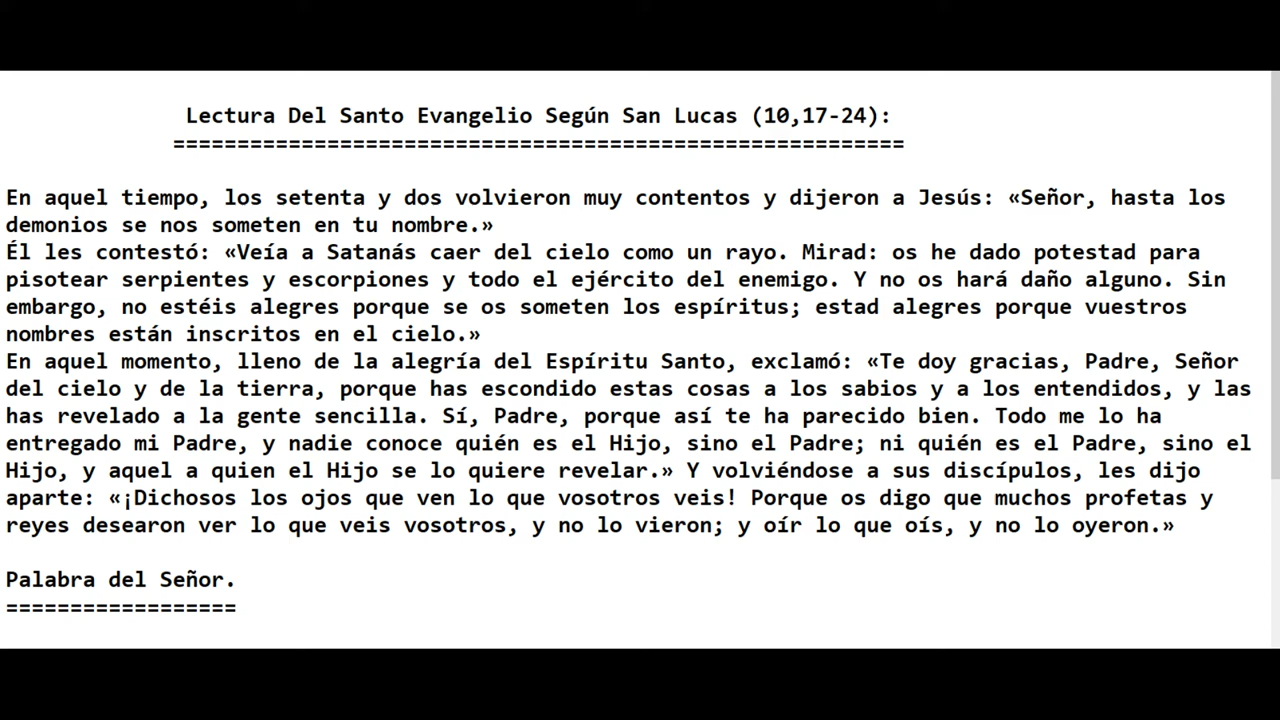 Lectura Del Santo Evangelio Según San Lucas (10,17-24):
=========================================================
En aquel tiempo, los setenta y dos volvieron muy contentos y dijeron a Jesús: «Señor, hasta los
demonios se nos someten en tu nombre.»
Él les contestó: «Veía a Satanás caer del cielo como un rayo. Mirad: os he dado potestad para
pisotear serpientes y escorpiones y todo el ejército del enemigo. Y no os hará daño alguno. Sin
embargo, no estéis alegres porque se os someten los espíritus; estad alegres porque vuestros
nombres están inscritos en el cielo.»
En aquel momento, lleno de la alegría del Espíritu Santo, exclamó: «Te doy gracias, Padre, Señor
del cielo y de la tierra, porque has escondido estas cosas a los sabios y a los entendidos, y las
has revelado a la gente sencilla. Sí, Padre, porque así te ha parecido bien. Todo me lo ha
entregado mi Padre, y nadie conoce quién es el Hijo, sino el Padre; ni quién es el Padre, sino el
Hijo, y aquel a quien el Hijo se lo quiere revelar.» Y volviéndose a sus discípulos, les dijo
aparte: «¡Dichosos los ojos que ven lo que vosotros veis! Porque os digo que muchos profetas y
reyes desearon ver lo que veis vosotros, y no lo vieron; y oír lo que oís, y no lo oyeron.»
Palabra del Señor.
==================